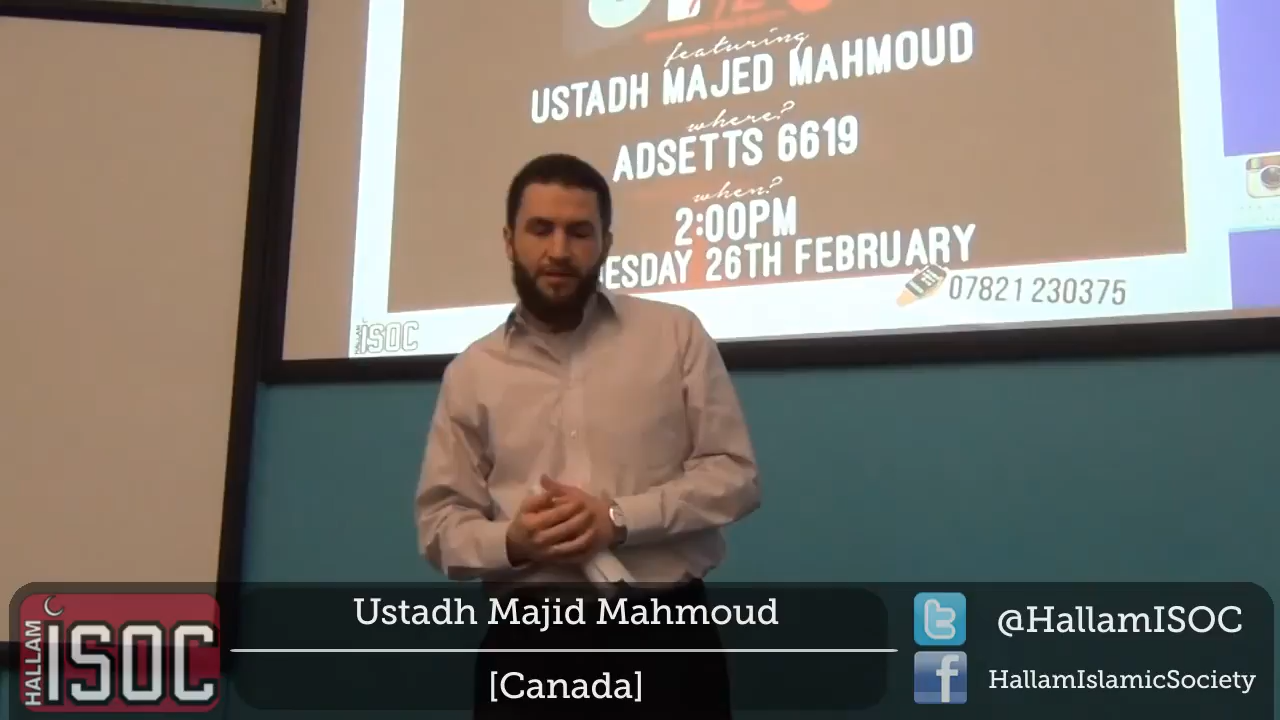 featuring
USTADH MAJED MAHMOUD
where?
ADSETTS 6619
when?
2:00PM
ESDAY 26TH FEBRUARY
07821 230375
HALLAM ISOC
Ustadh Majid Mahmoud
[Canada]
HALLAM ISOC
@HallamISOC
HallamIslamicSociety